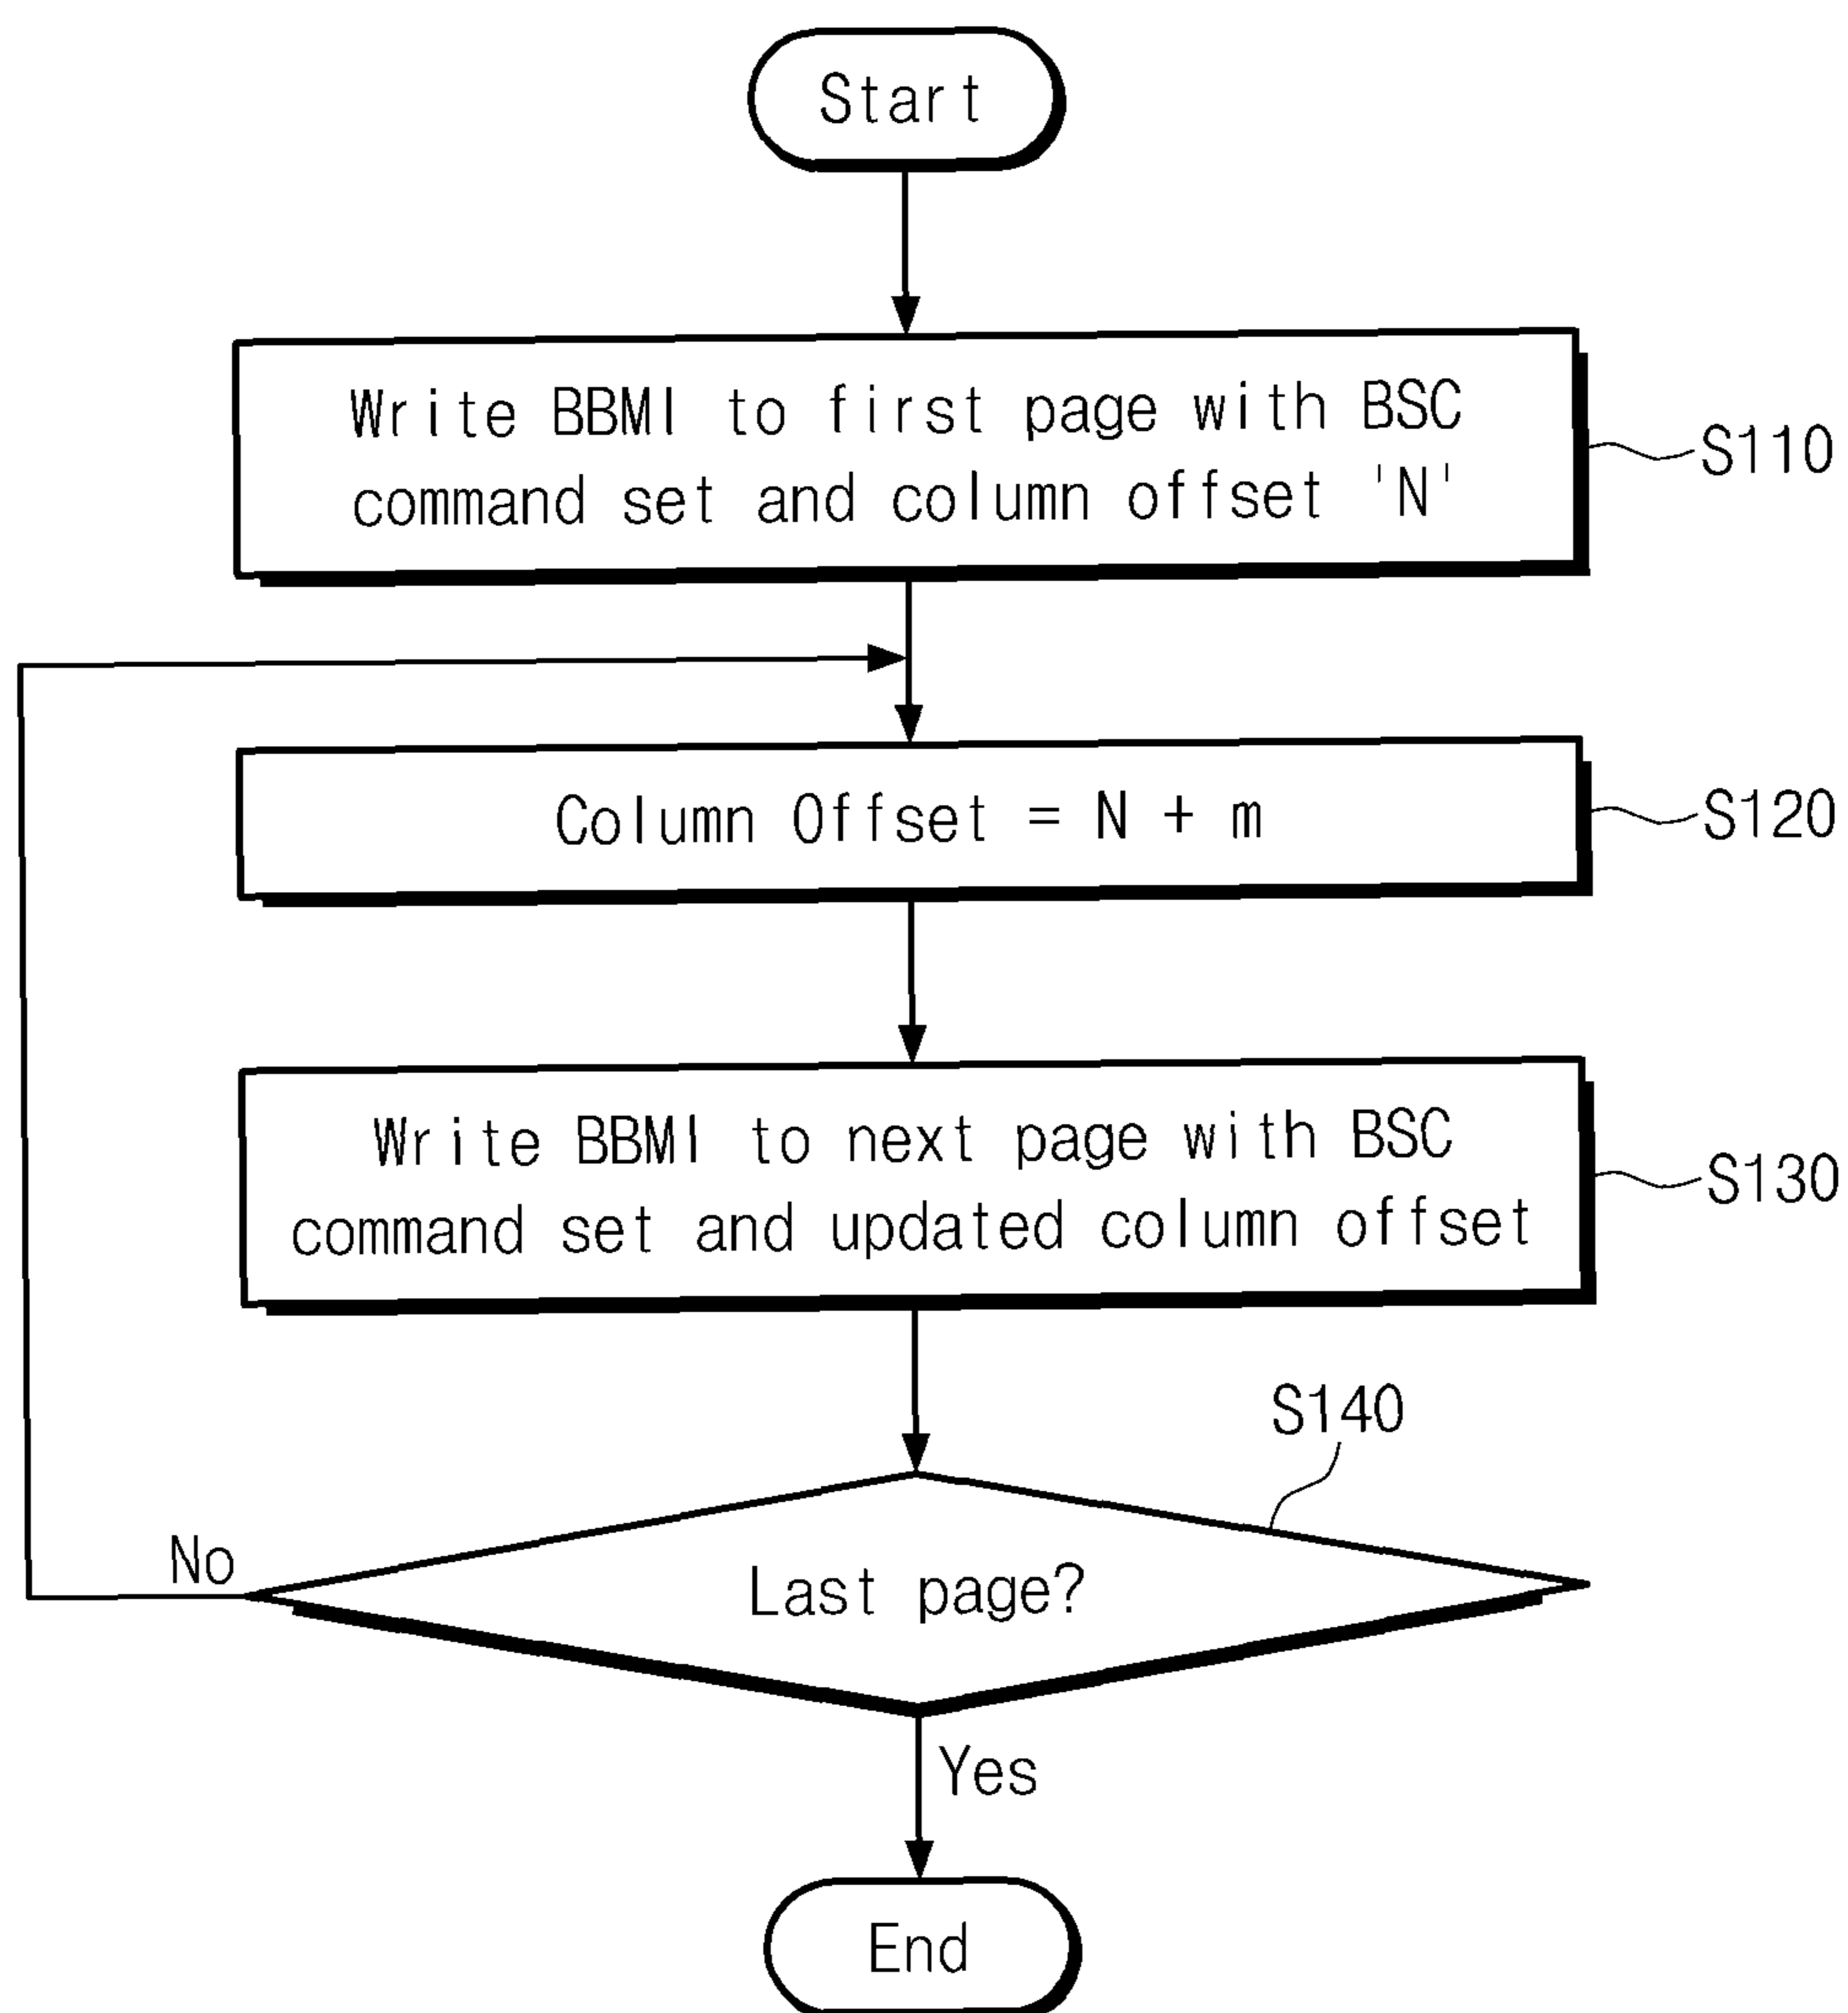 Start
Write BBMI to first page with BSC
command set and column offset 'N'
S110
Column Offset = N + m
S120
Write BBMI to next page with BSC
command set and updated column offset
S130
S140
Last page?
No
Yes
End